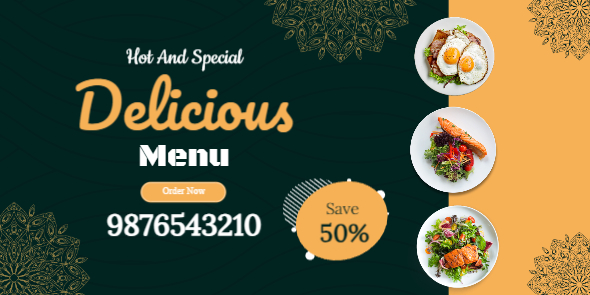 Hot And Special
Delicious
Menu
Order Now
9876543210
Save
50%